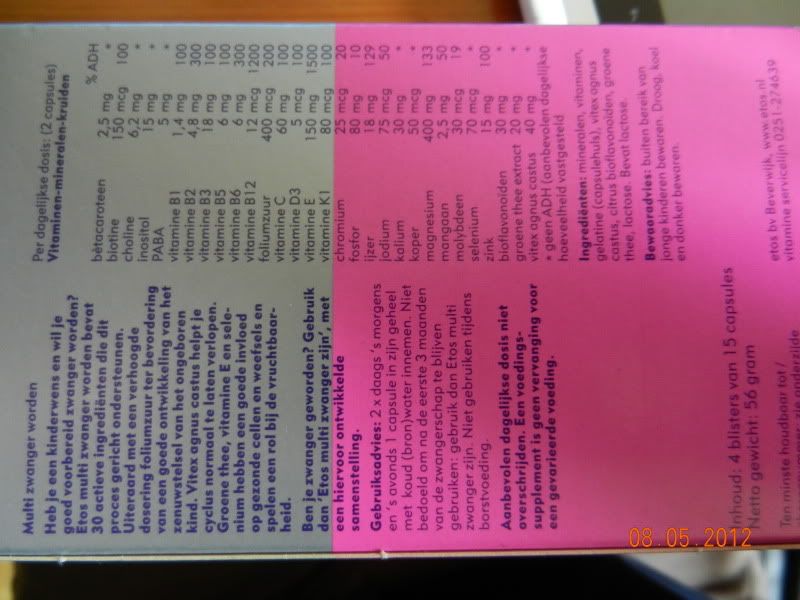 Multi zwanger worden
Heb je een kinderwens en wil je
goed voorbereid zwanger worden?
Etos multi zwanger worden bevat
30 actieve ingrediënten die dit
proces gericht ondersteunen.
Uiteraard met een verhoogde
dosering foliumzuur ter bevordering
van een goede ontwikkeling van het
zenuwstelsel van het ongeboren
kind. Vitex agnus castus helpt je
cyclus normaal te laten verlopen.
Groene thee, vitamine E en sele-
nium hebben een goede invloed
op gezonde cellen en weefsels en
spelen een rol bij de vruchtbaar-
heid.
Ben je zwanger geworden? Gebruik
dan 'Etos multi zwanger zijn', met
een hiervoor ontwikkelde
samenstelling.
Gebruiksadvies: 2 x daags 's morgens
en 's avonds 1 capsule in zijn geheel
met koud (bron)water innemen. Niet
bedoeld om na de eerste 3 maanden
van de zwangerschap te blijven
gebruiken: gebruik dan Etos multi
zwanger zijn. Niet gebruiken tijdens
borstvoeding.
Aanbevolen dagelijkse dosis niet
overschrijden. Een voedings-
supplement is geen vervanging voor
een gevarieerde voeding.
Inhoud: 4 blisters van 15 capsules
Netto gewicht: 56 gram
Ten minste houdbaar tot /
Per dagelijkse dosis: (2 capsules)
Vitaminen-mineralen-kruiden
% ADH
bètacaroteen 2,5 mg *
biotine 150 mcg 100
choline 6,2 mg *
inositol 15 mg *
PABA 5 mg *
vitamine B1 1,4 mg 100
vitamine B2 4,8 mg 300
vitamine B3 18 mg 100
vitamine B5 6 mg 100
vitamine B6 6 mg 300
vitamine B12 12 mcg 1200
foliumzuur 400 mcg 200
vitamine C 60 mg 100
vitamine D3 5 mcg 100
vitamine E 150 mg 1500
vitamine K1 80 mcg 100
chromium 25 mcg 20
fosfor 80 mg 10
ijzer 18 mg 129
jodium 75 mcg 50
kalium 30 mg *
koper 50 mcg *
magnesium 400 mg 133
mangaan 2,5 mg 50
molybdeen 30 mcg 19
selenium 70 mcg *
zink 15 mg 100
bioflavonoïden 30 mg *
groene thee extract 20 mg *
vitex agnus castus 40 mg *
* geen ADH (aanbevolen dagelijkse
hoeveelheid vastgesteld
Ingrediënten: mineralen, vitaminen,
gelatine (capsulehuls), vitex agnus
castus, citrus bioflavonoïden, groene
thee, lactose. Bevat lactose.
Bewaaradvies: buiten bereik van
jonge kinderen bewaren. Droog, koel
en donker bewaren.
etos bv Beverwijk, www.etos.nl
vitamine servicelijn 0251-274639
08.05.2012